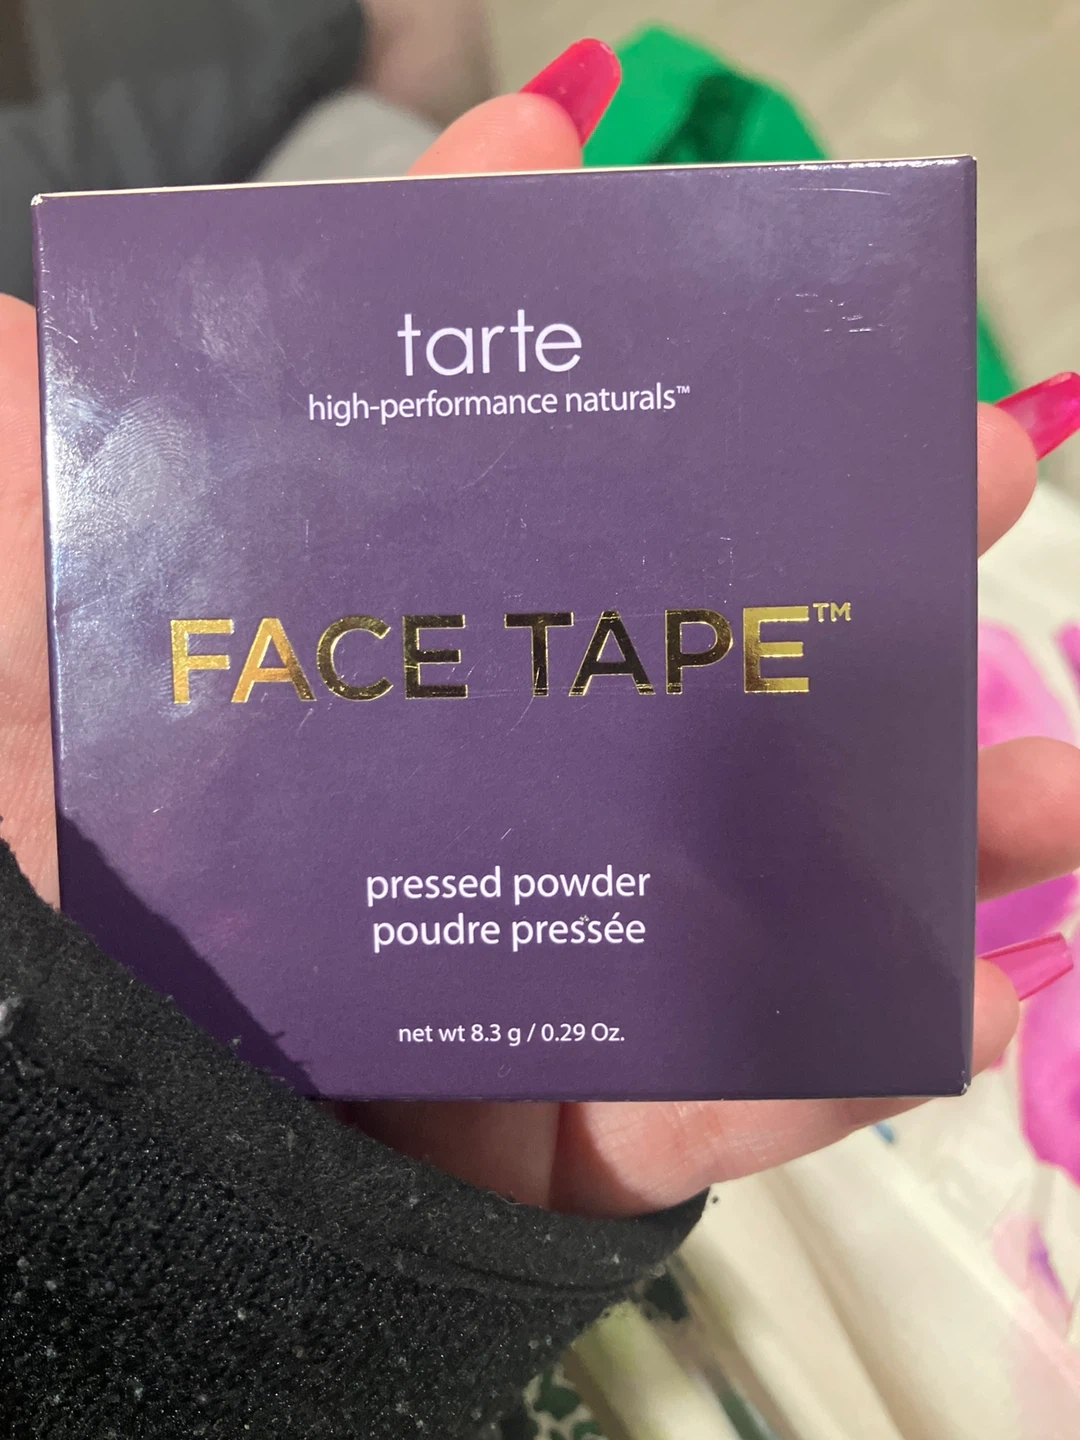 tarte
high-performance naturals™
FACE TAPE™
pressed powder
poudre pressée
net wt 8.3 g / 0.29 Oz.